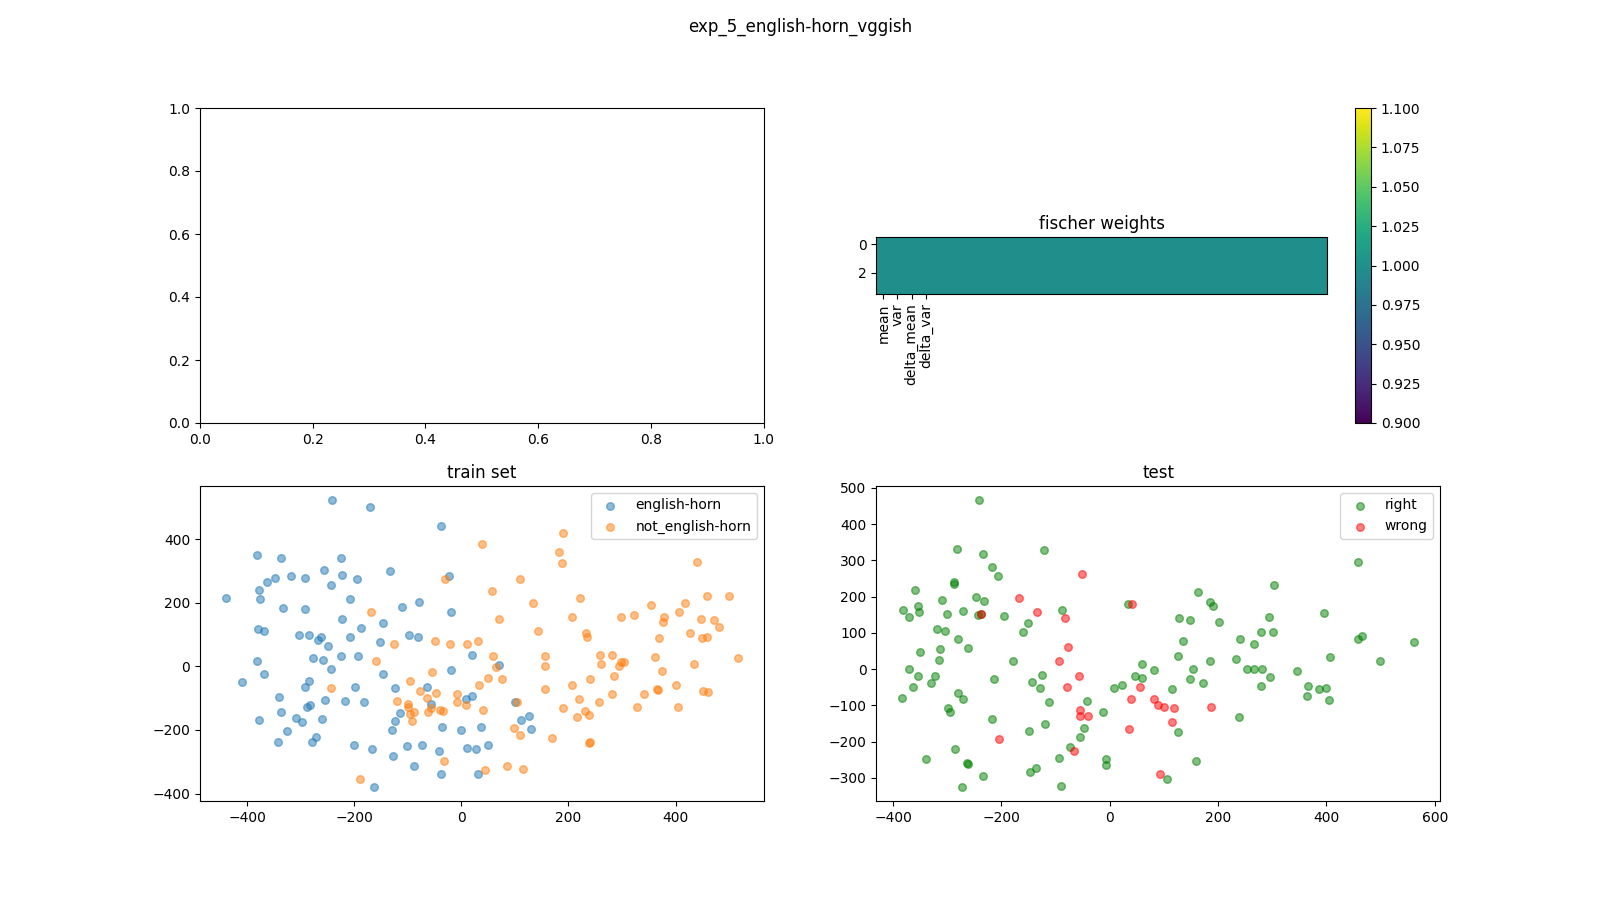 exp_5_english-horn_vggish
1.0
0.8
0.6
0.4
0.2
0.0
0.0 0.2 0.4 0.6 0.8 1.0
fischer weights
0
2
mean
var
delta_mean
delta_var
1.100
1.075
1.050
1.025
1.000
0.975
0.950
0.925
0.900
train set
english-horn
not_english-horn
400
200
0
−200
−400
−400 −200 0 200 400
test
right
wrong
500
400
300
200
100
0
−100
−200
−300
−400 −200 0 200 400 600